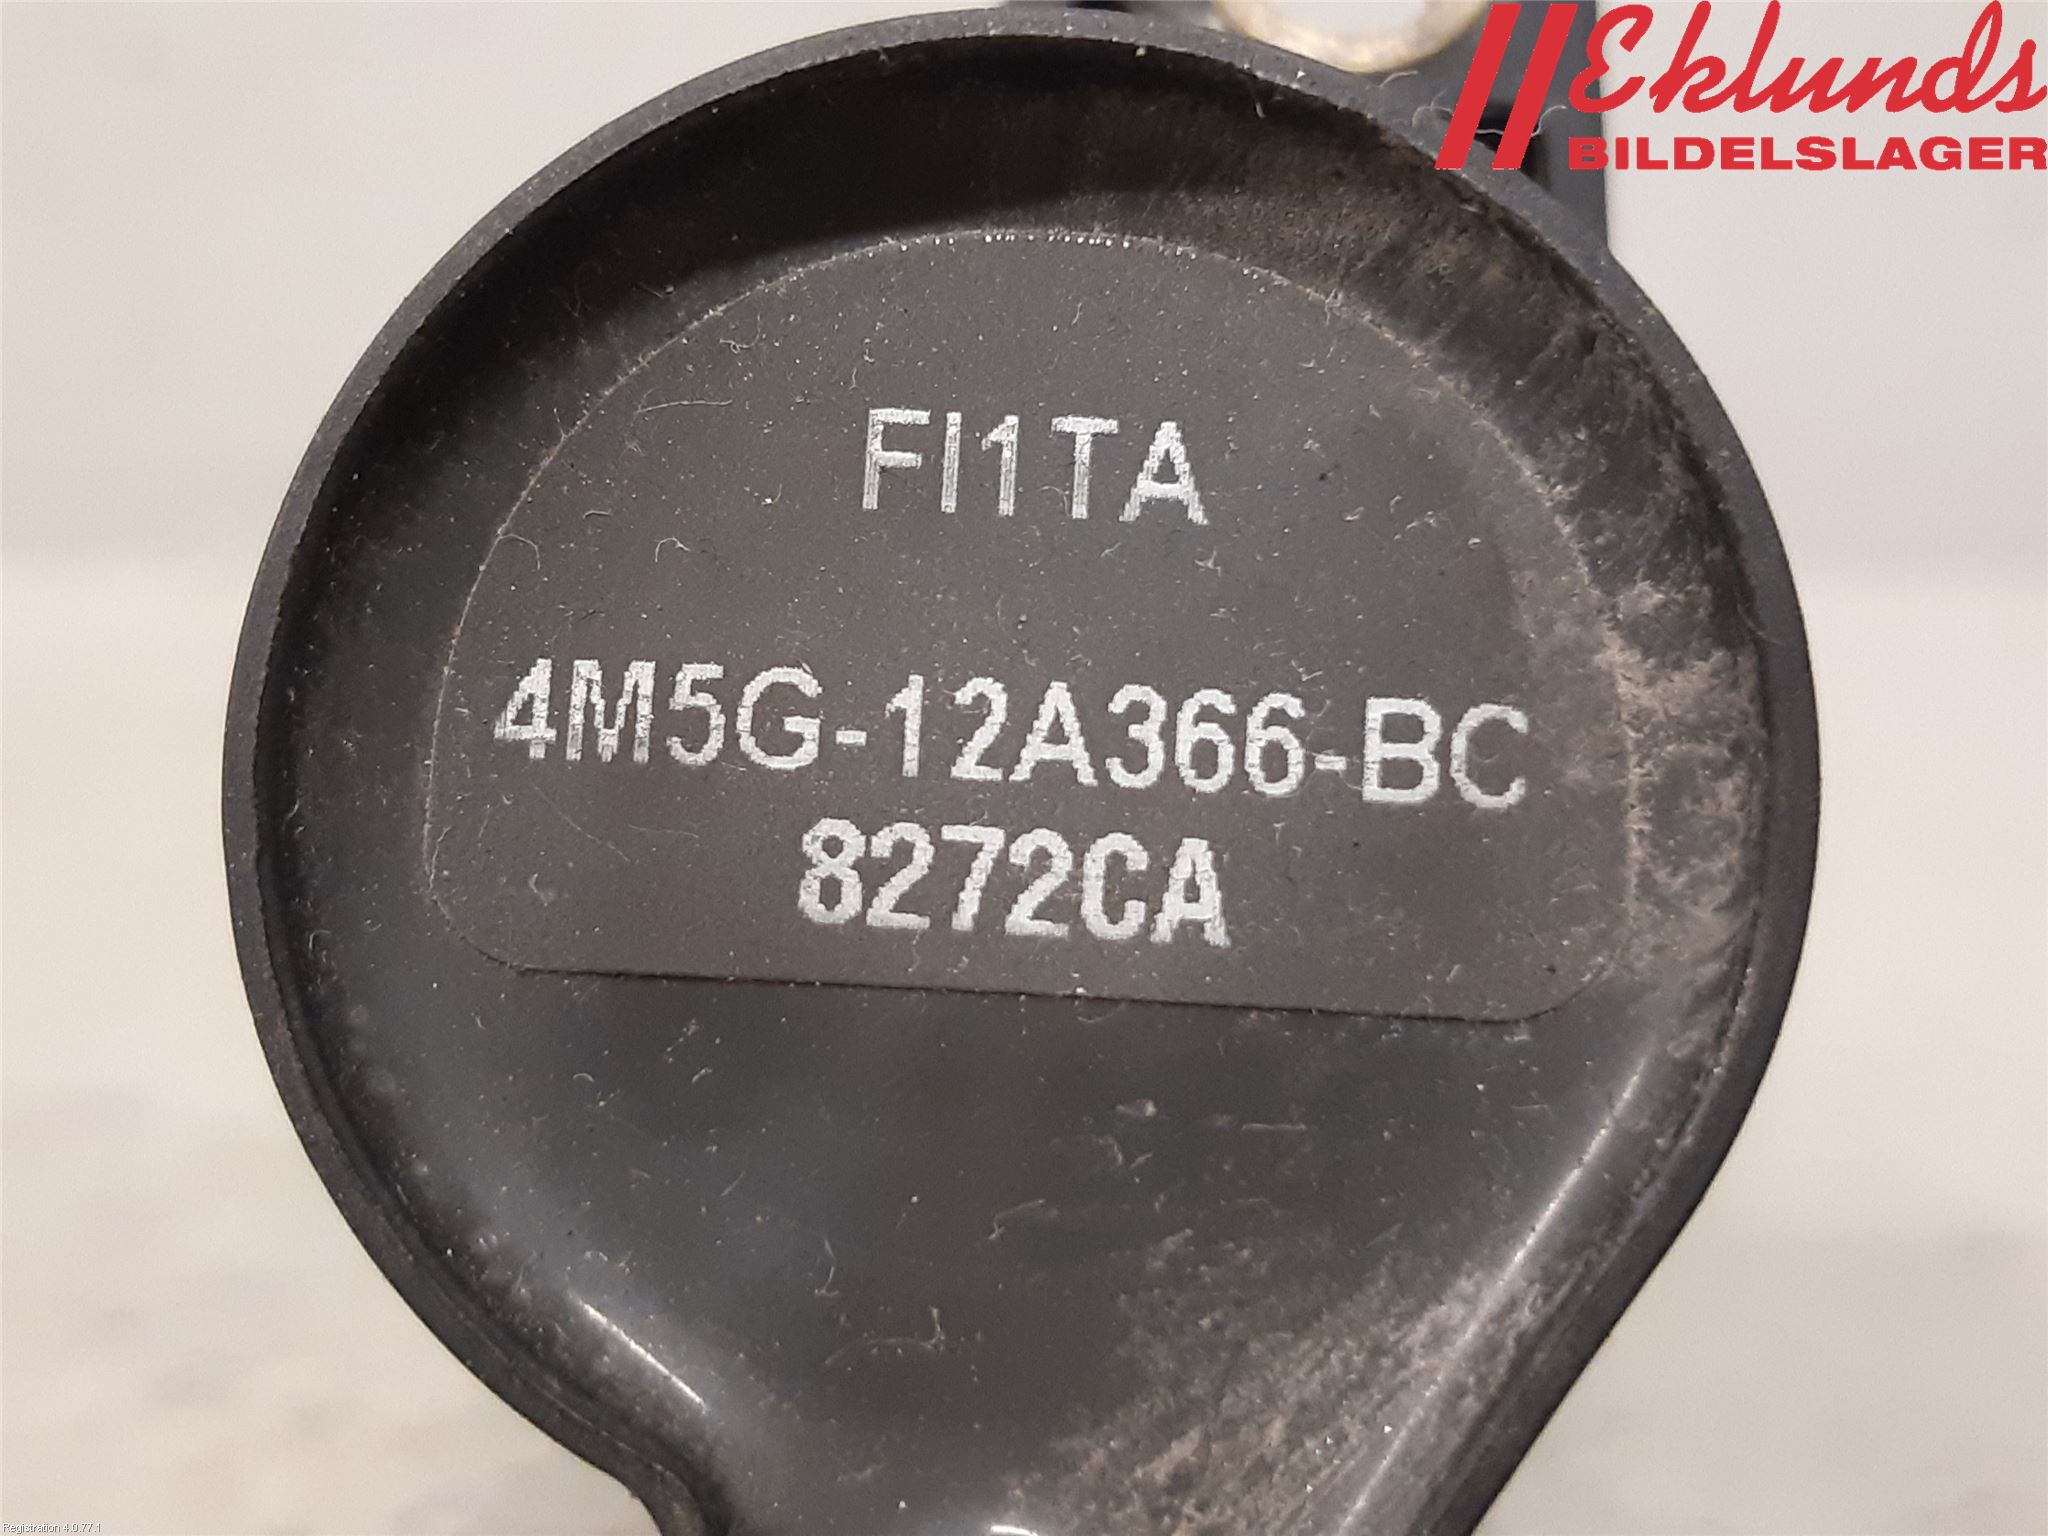 Eklunds
BILDELSLAGER
FI1TA
4M5G-12A366-BC
8272CA
Registration 4.0.77.1